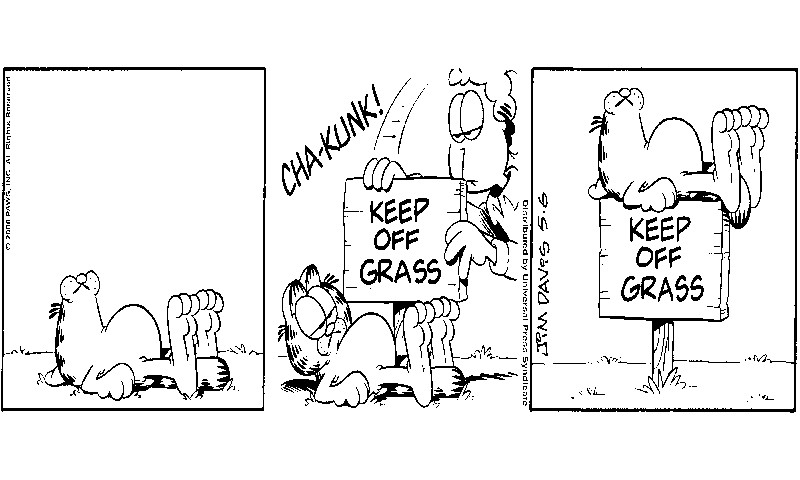 © 2008 PAWS, INC. All Rights Reserved.
CHA-KUNK!
KEEP
OFF
GRASS
Distributed by Universal Press Syndicate
JIM DAVIS 5.6
KEEP
OFF
GRASS